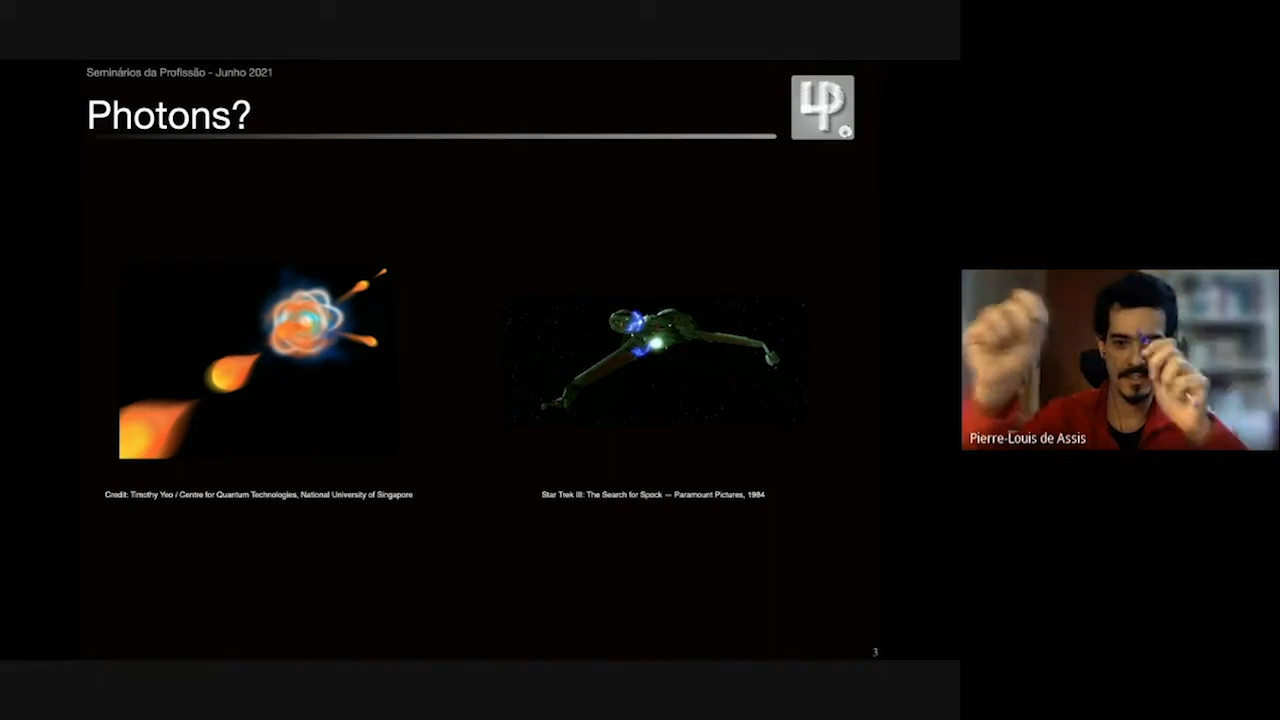 Seminários da Profissão - Junho 2021
Photons?
LP
Credit: Timothy Yeo / Centre for Quantum Technologies, National University of Singapore
Star Trek III: The Search for Spock — Paramount Pictures, 1984
Pierre-Louis de Assis
3